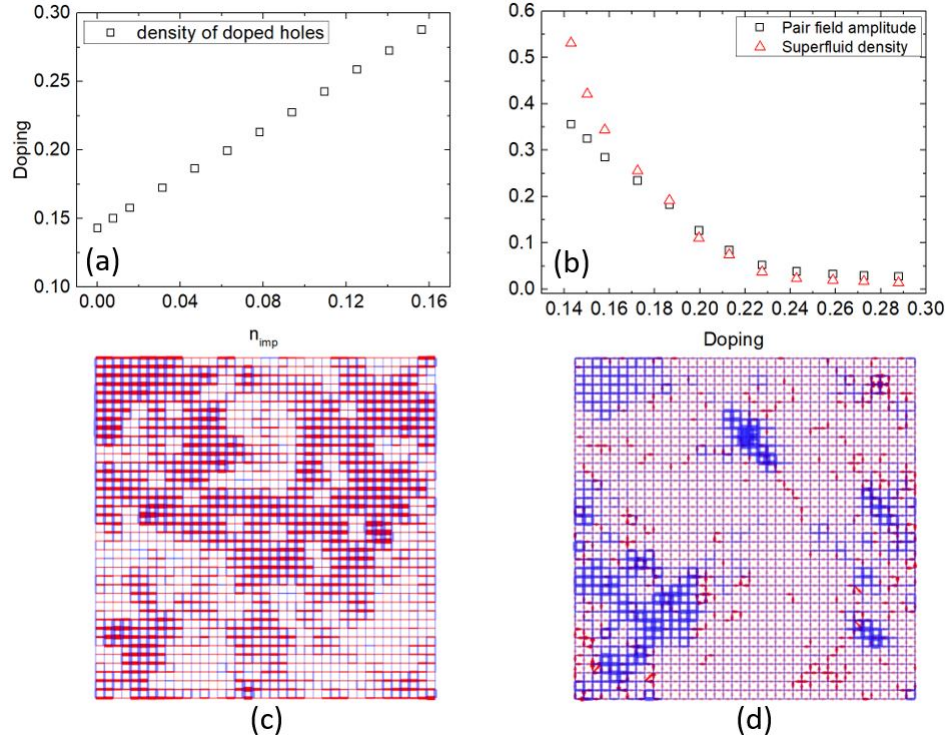 0.30
0.25
0.20
0.15
0.10
Doping
density of doped holes
(a)
0.00 0.04 0.08 0.12 0.16
nimp
0.6
0.5
0.4
0.3
0.2
0.1
0.0
Pair field amplitude
Superfluid density
(b)
0.14 0.16 0.18 0.20 0.22 0.24 0.26 0.28 0.30
Doping
(c)
(d)